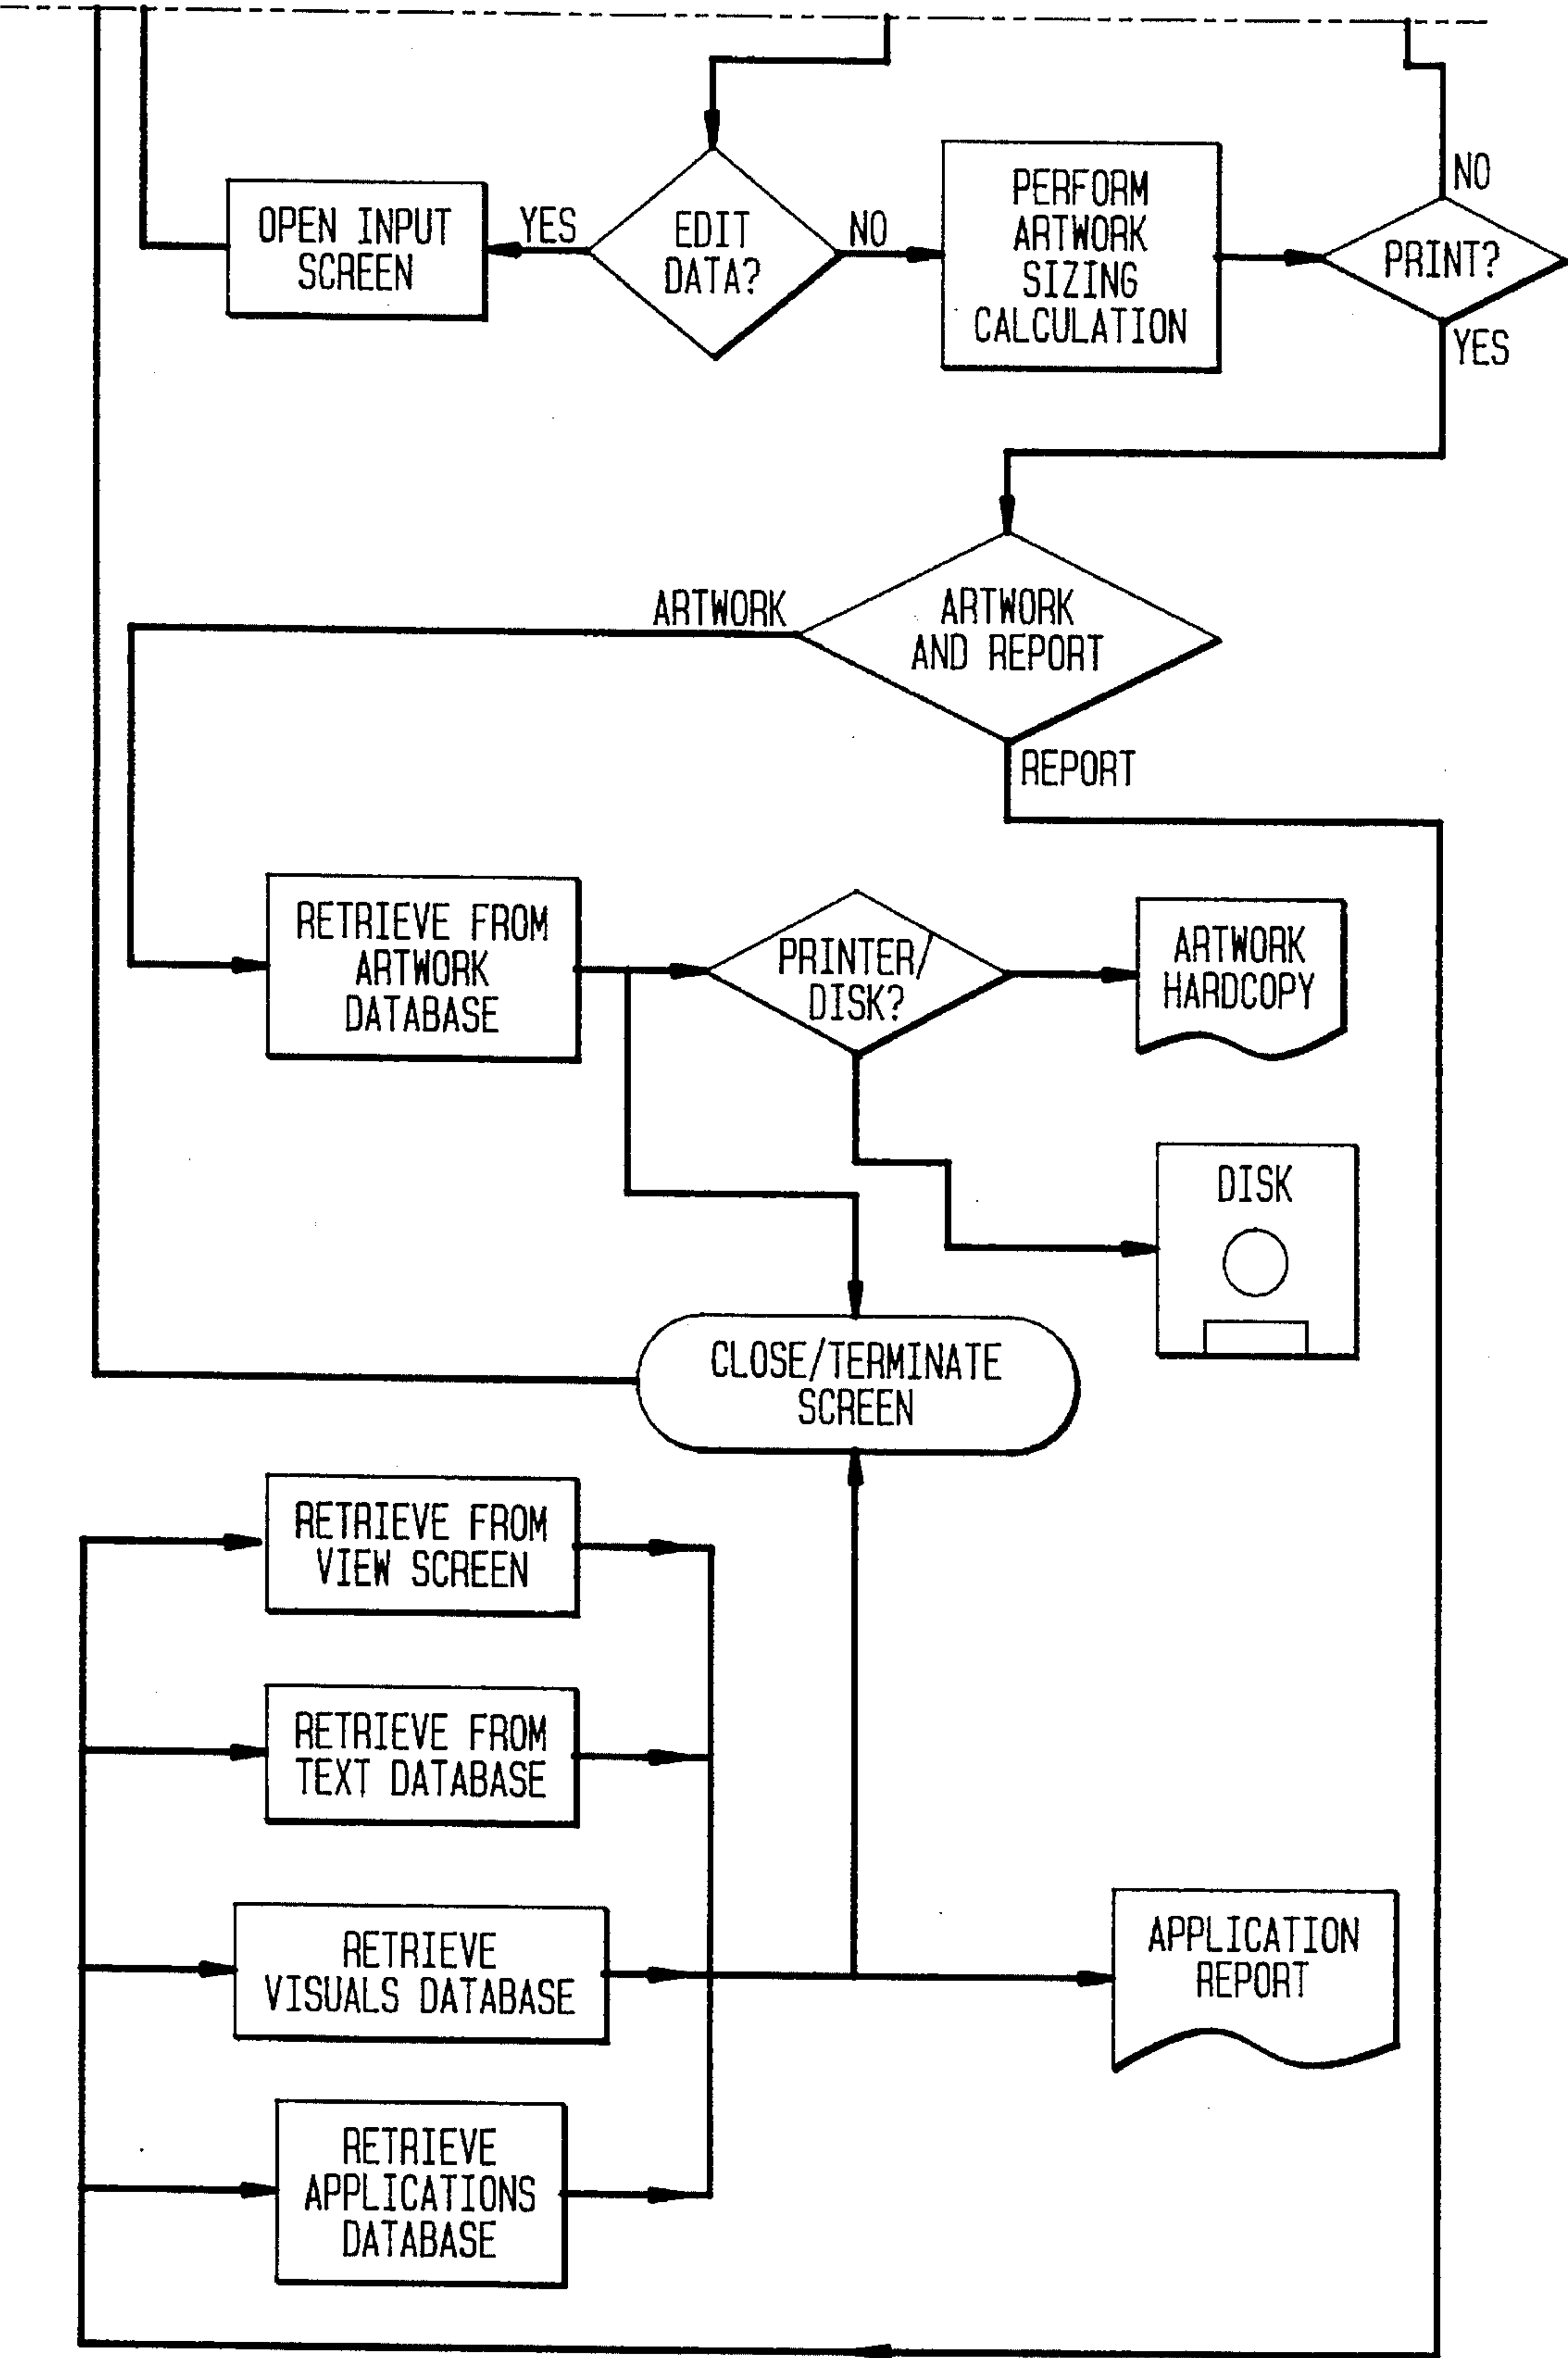 OPEN INPUT
SCREEN
YES
EDIT
DATA?
NO
PERFORM
ARTWORK
SIZING
CALCULATION
PRINT?
NO
YES
ARTWORK
ARTWORK
AND REPORT
REPORT
RETRIEVE FROM
ARTWORK
DATABASE
PRINTER/
DISK?
ARTWORK
HARDCOPY
DISK
CLOSE/TERMINATE
SCREEN
RETRIEVE FROM
VIEW SCREEN
RETRIEVE FROM
TEXT DATABASE
RETRIEVE
VISUALS DATABASE
APPLICATION
REPORT
RETRIEVE
APPLICATIONS
DATABASE